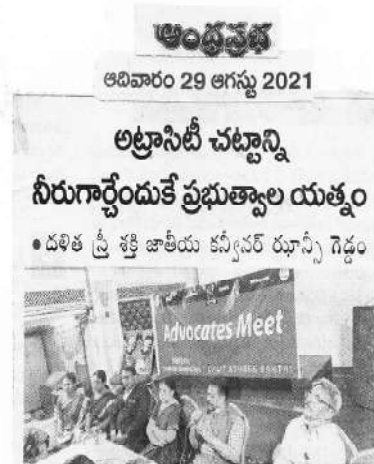 ఆంధ్రప్రభ
ఆదివారం 29 ఆగస్టు 2021
అట్రాసిటీ చట్టాన్ని
నీరుగార్చేందుకే ప్రభుత్వాల యత్నం
• దళిత స్త్రీ శక్తి జాతీయ కన్వీనర్ ఝాన్సీ గెడ్డం
Advocates Meet